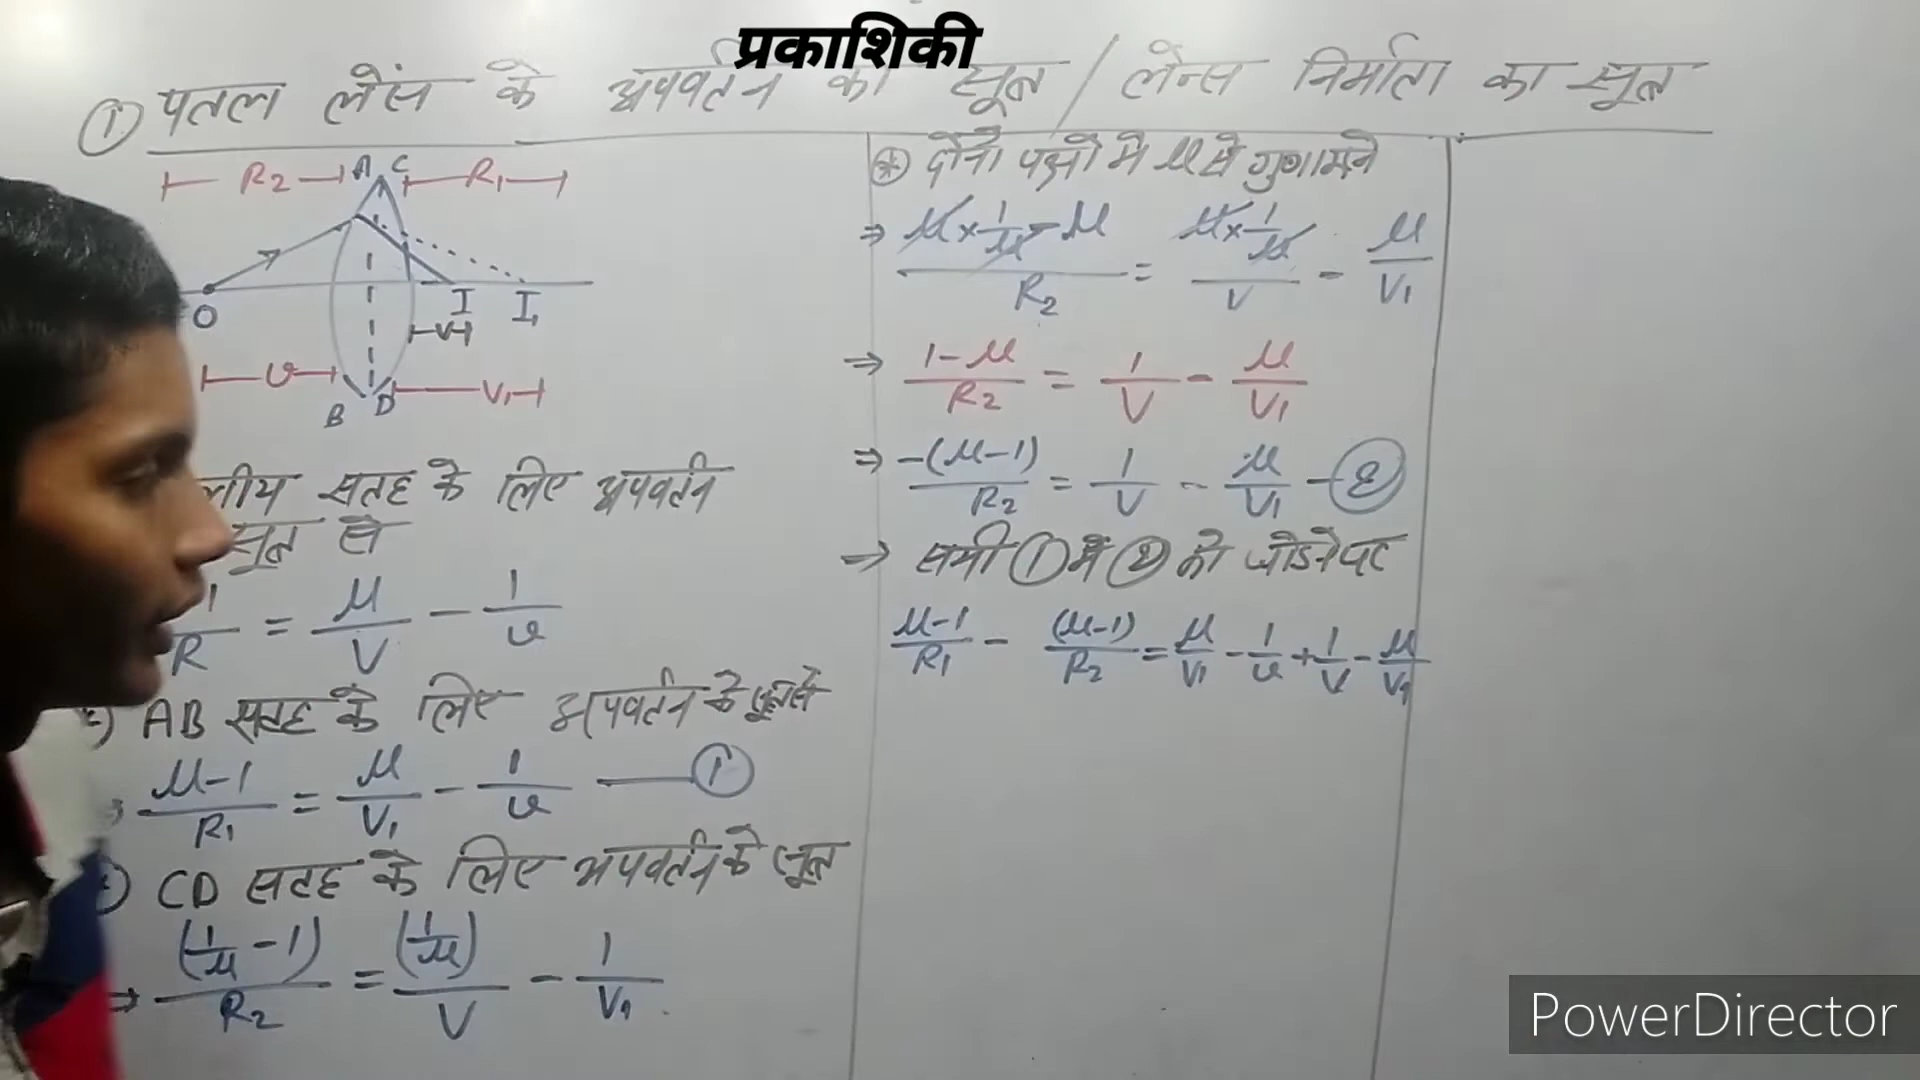 प्रकाशिकी
① पतल लेंस के अपवर्तन का सूत्र / लेन्स निर्माता का सूत्र
R2 A C R1
O I I1
V
u V1
B D
लीय सतह के लिए अपवर्तन
सूत्र से
1/R = μ/V - 1/u
AB सतह के लिए अपवर्तन के सूत्र से
μ-1/R1 = μ/V1 - 1/u —①
CD सतह के लिए अपवर्तन के सूत्र
⇒ (1/μ - 1)/R2 = (1/μ)/V - 1/V1
* दोनो पक्षो मे μ से गुणा
⇒ μ×1/μ - μ/R2 = μ×1/μ/V - μ/V1
⇒ 1-μ/R2 = 1/V - μ/V1
⇒ -(μ-1)/R2 = 1/V - μ/V1 -②
→ समी ① मे ② को जोडने पर
μ-1/R1 - (μ-1)/R2 = μ/V1 - 1/u + 1/V - μ/V1
PowerDirector